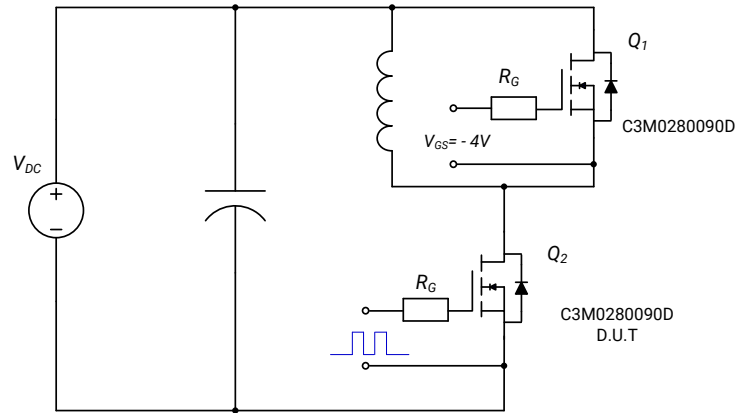 Q1
RG
C3M0280090D
VGS= - 4V
VDC
+
−
Q2
RG
C3M0280090D
D.U.T